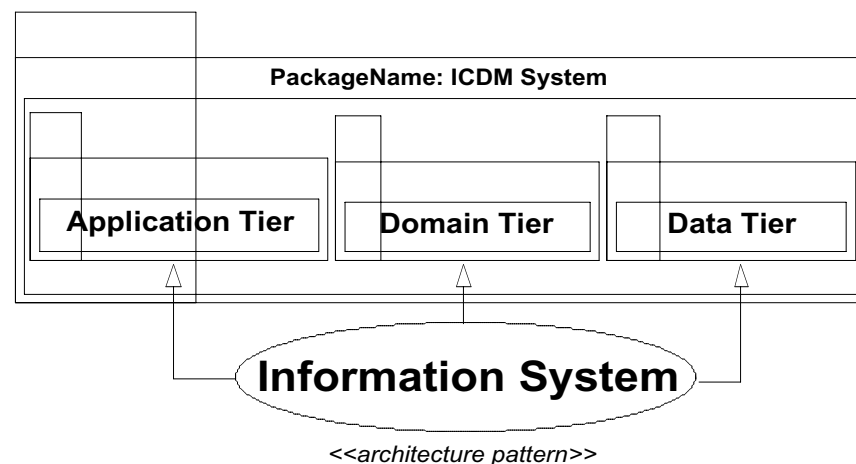 PackageName: ICDM System
Application Tier Domain Tier Data Tier
Information System
<<architecture pattern>>